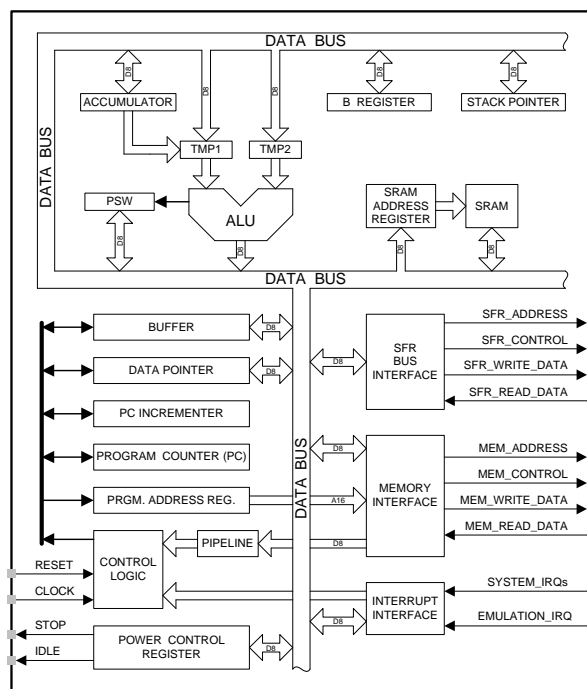 DATA BUS
D8
D8
D8
D8
D8
ACCUMULATOR
B REGISTER
STACK POINTER
DATA BUS
TMP1
TMP2
PSW
ALU
SRAM
ADDRESS
REGISTER
SRAM
D8
D8
D8
D8
DATA BUS
BUFFER
D8
DATA POINTER
D8
PC INCREMENTER
PROGRAM COUNTER (PC)
PRGM. ADDRESS REG.
A16
DATA BUS
D8
SFR
BUS
INTERFACE
SFR_ADDRESS
SFR_CONTROL
SFR_WRITE_DATA
SFR_READ_DATA
D8
MEMORY
INTERFACE
MEM_ADDRESS
MEM_CONTROL
MEM_WRITE_DATA
MEM_READ_DATA
CONTROL
LOGIC
PIPELINE
D8
RESET
CLOCK
STOP
IDLE
POWER CONTROL
REGISTER
D8
D8
INTERRUPT
INTERFACE
SYSTEM_IRQs
EMULATION_IRQ